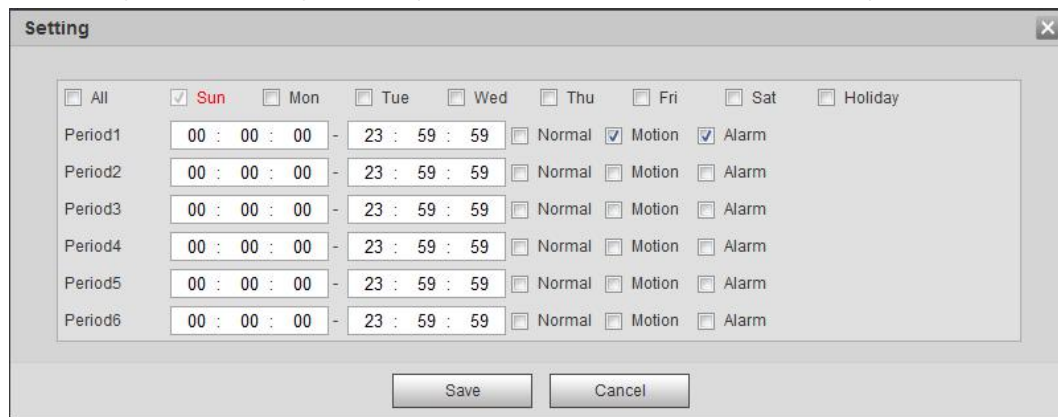 Setting
All Sun Mon Tue Wed Thu Fri Sat Holiday
Period1 00 : 00 : 00 - 23 : 59 : 59 Normal Motion Alarm
Period2 00 : 00 : 00 - 23 : 59 : 59 Normal Motion Alarm
Period3 00 : 00 : 00 - 23 : 59 : 59 Normal Motion Alarm
Period4 00 : 00 : 00 - 23 : 59 : 59 Normal Motion Alarm
Period5 00 : 00 : 00 - 23 : 59 : 59 Normal Motion Alarm
Period6 00 : 00 : 00 - 23 : 59 : 59 Normal Motion Alarm
Save Cancel